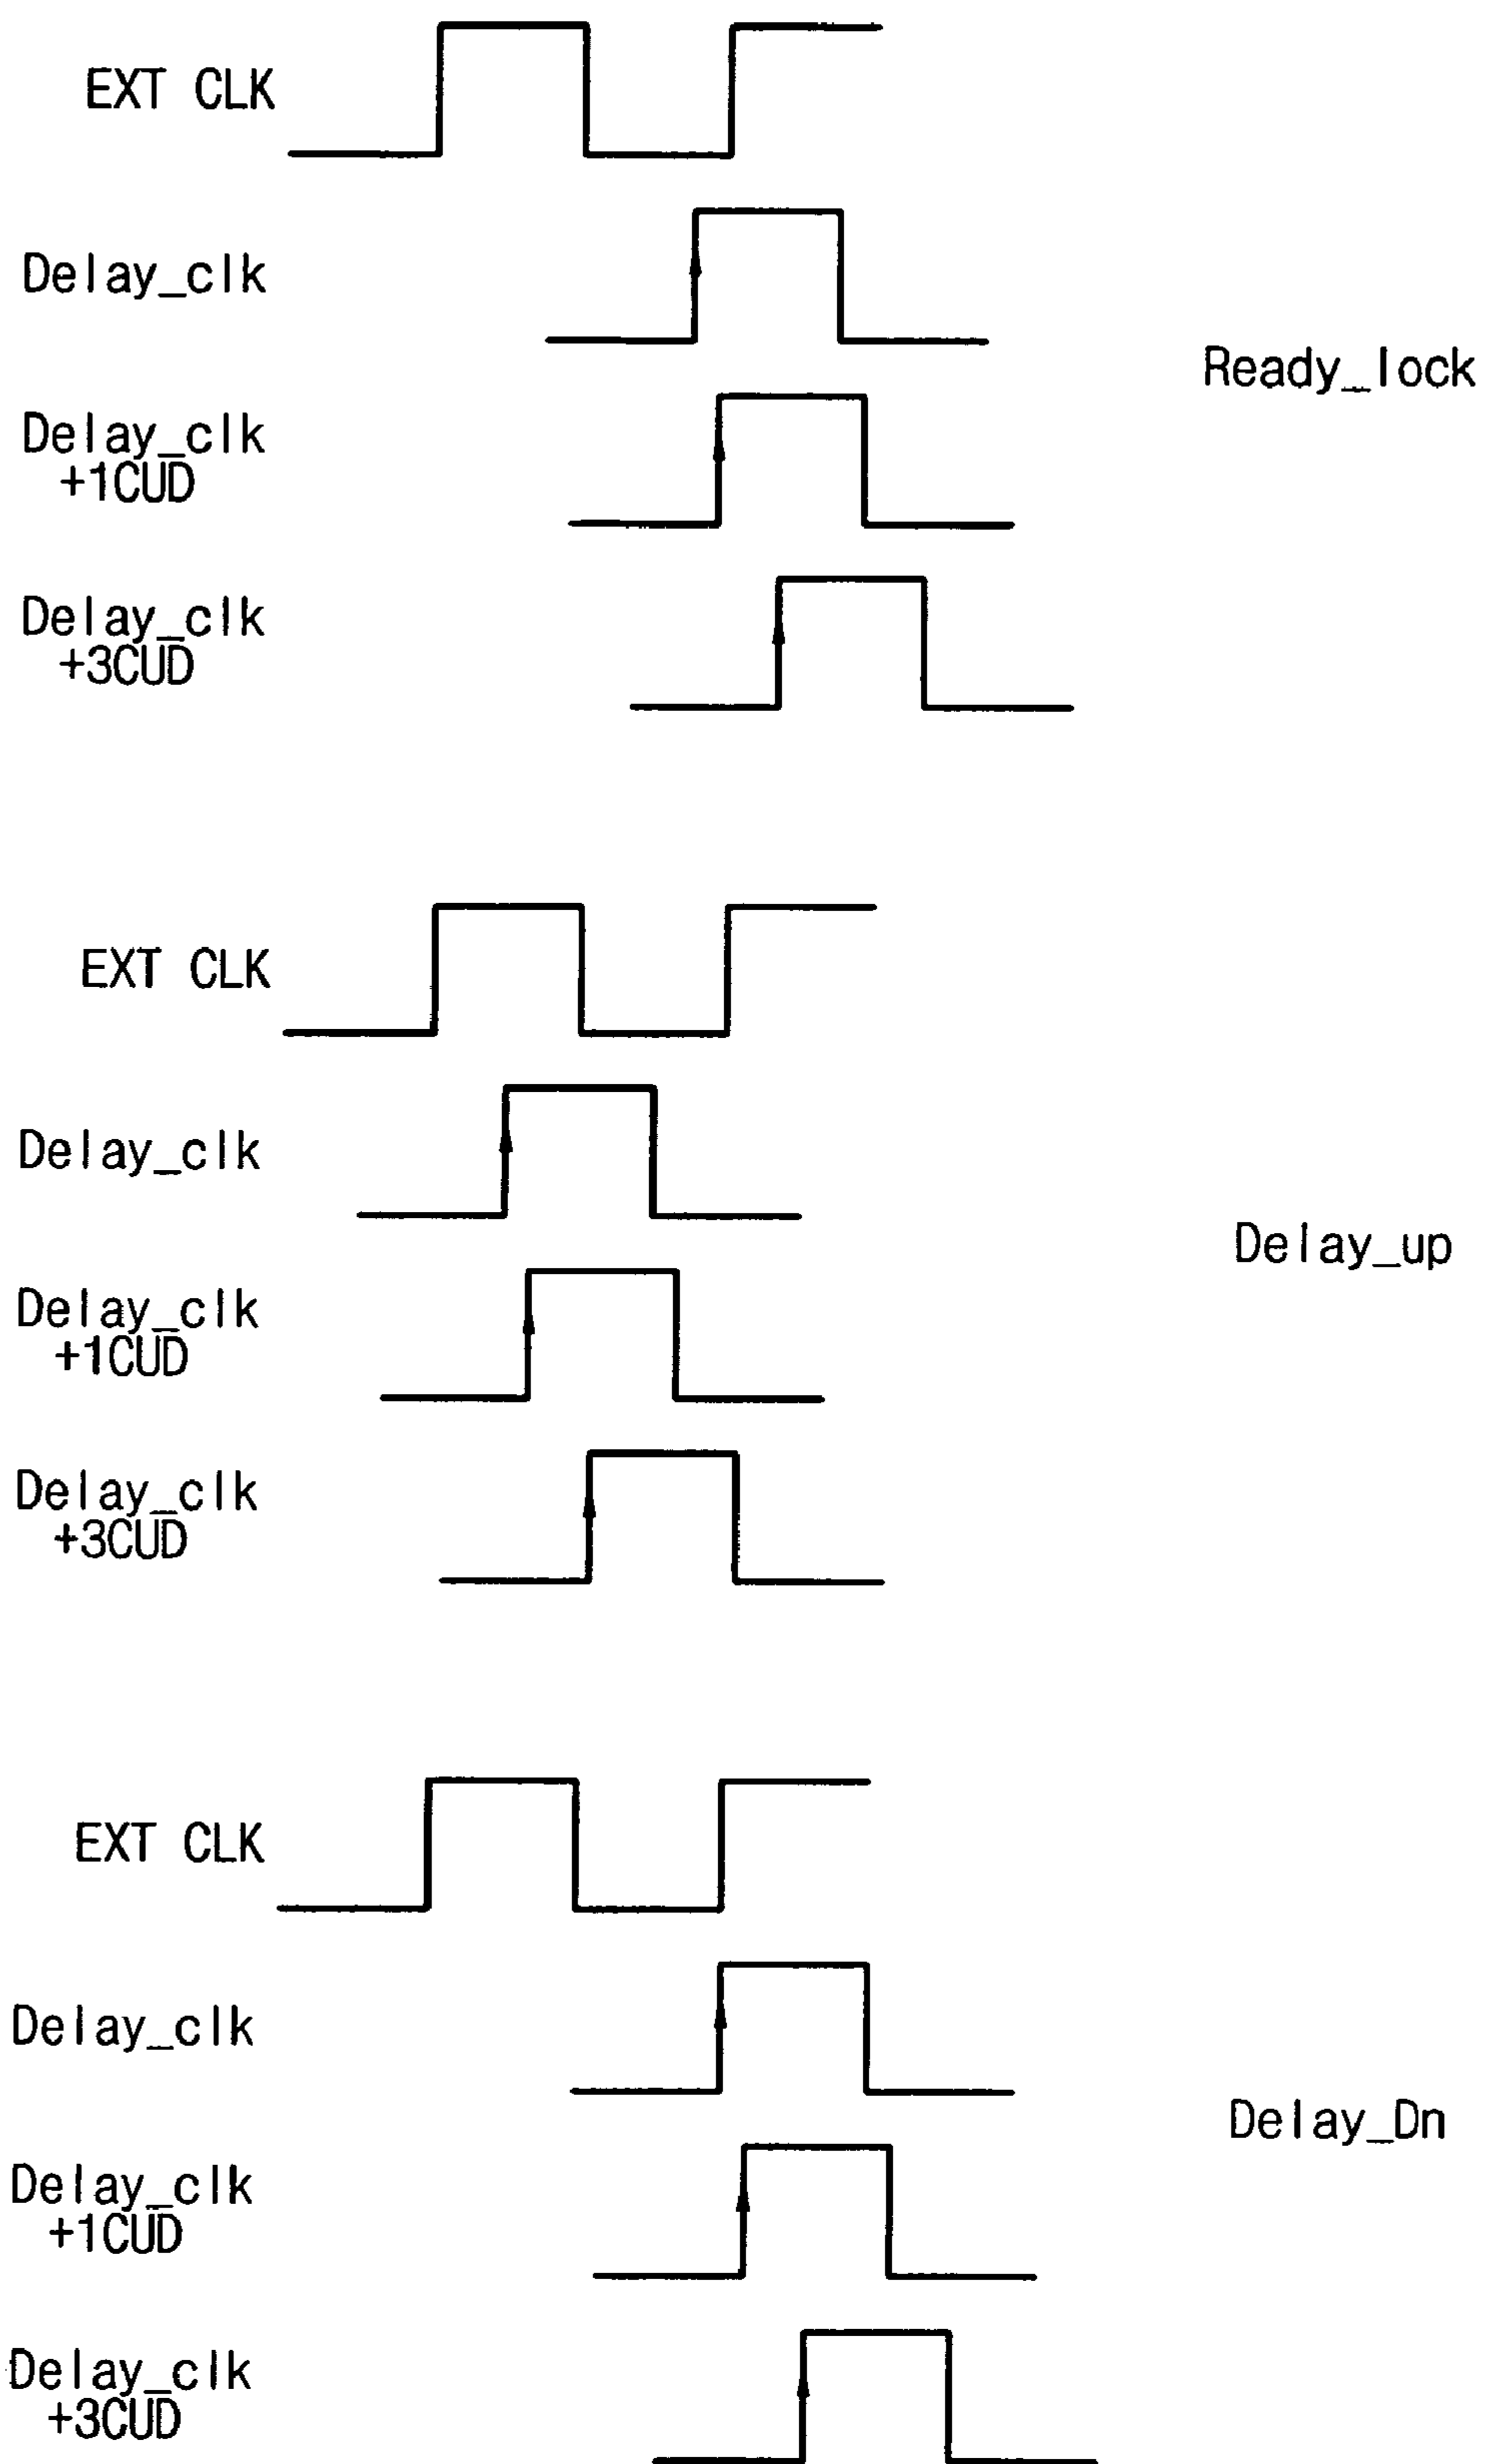 EXT CLK
Delay_clk
Ready_lock
Delay_clk
+1CUD
Delay_clk
+3CUD
EXT CLK
Delay_clk
Delay_up
Delay_clk
+1CUD
Delay_clk
+3CUD
EXT CLK
Delay_clk
Delay_Dn
Delay_clk
+1CUD
Delay_clk
+3CUD